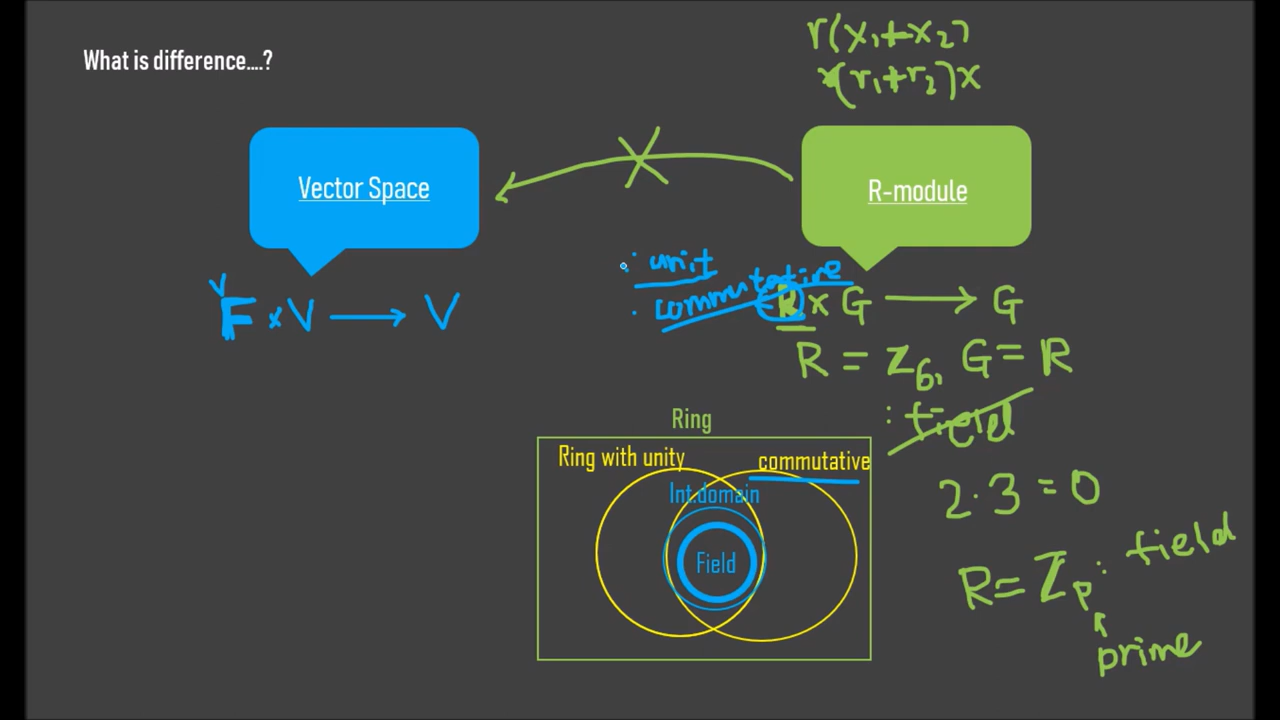 What is difference....?
r(x₁+x₂)
(r₁+r₂)x
Vector Space
R-module
F × V → V
: unit
· commutative
R × G → G
R = Z₆, G = R
: field
Ring
Ring with unity
commutative
Int.domain
Field
2·3 = 0
R = Zₚ : field
prime